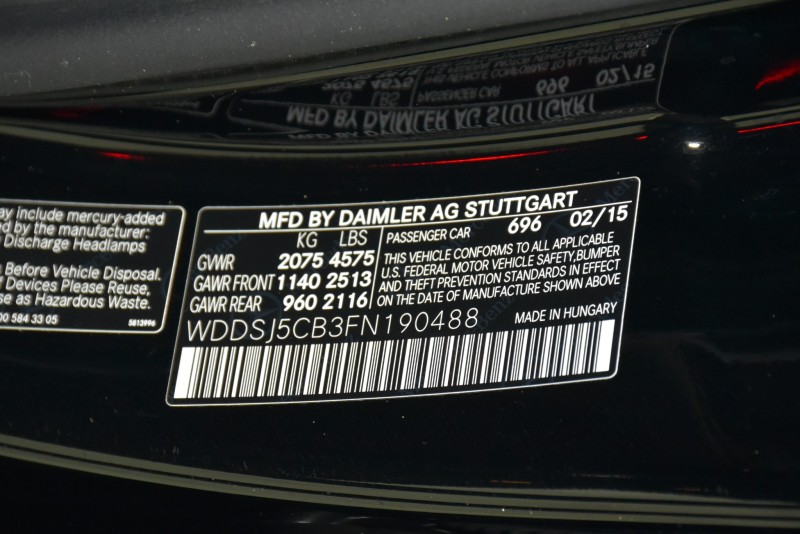 MFD BY DAIMLER AG STUTTGART
KG LBS
GVWR 2075 4575
GAWR FRONT 1140 2513
GAWR REAR 960 2116
PASSENGER CAR 696 02/15
THIS VEHICLE CONFORMS TO ALL APPLICABLE
U.S. FEDERAL MOTOR VEHICLE SAFETY, BUMPER
AND THEFT PREVENTION STANDARDS IN EFFECT
ON THE DATE OF MANUFACTURE SHOWN ABOVE
MADE IN HUNGARY
WDDSJ5CB3FN190488
ay include mercury-added
d by the manufacturer:
Discharge Headlamps
Before Vehicle Disposal.
Devices Please Reuse,
se as Hazardous Waste.
00 584 33 05
5813996